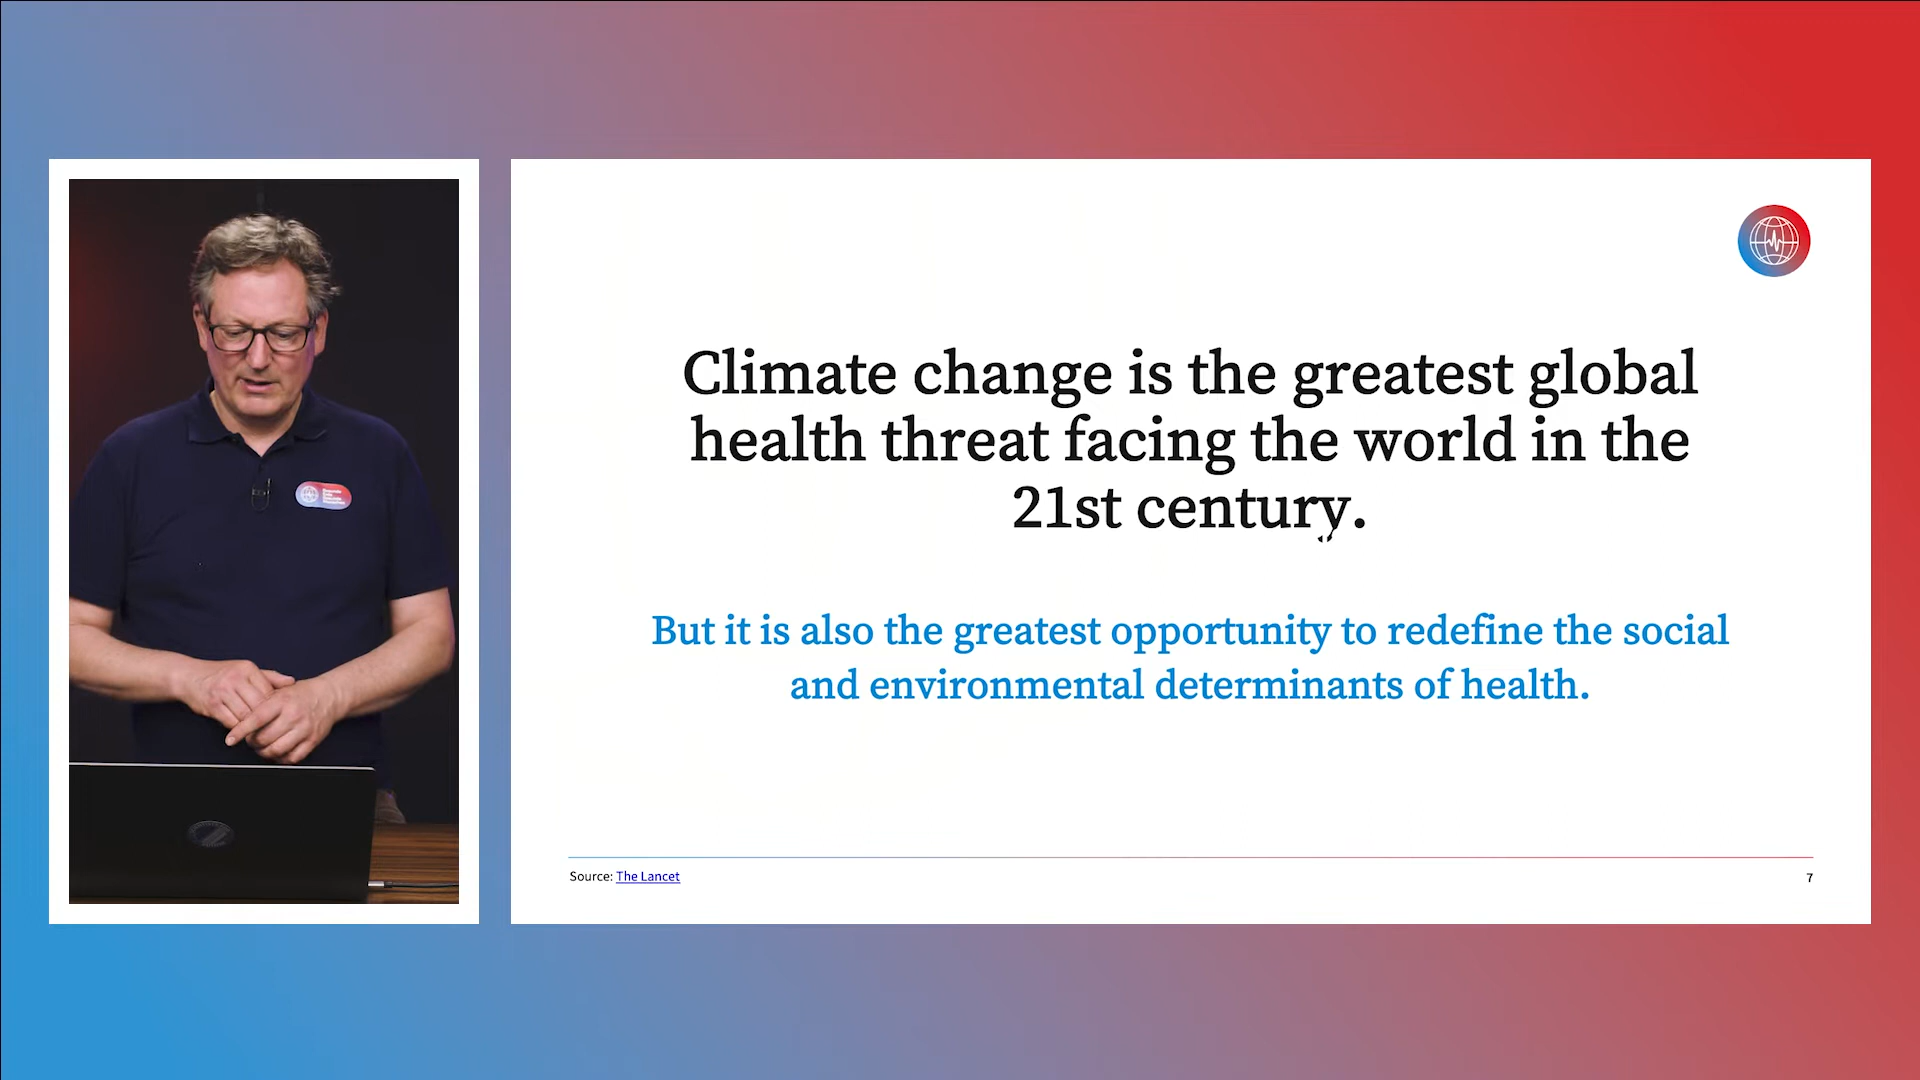 Climate change is the greatest global
health threat facing the world in the
21st century.
But it is also the greatest opportunity to redefine the social
and environmental determinants of health.
Source: The Lancet
7